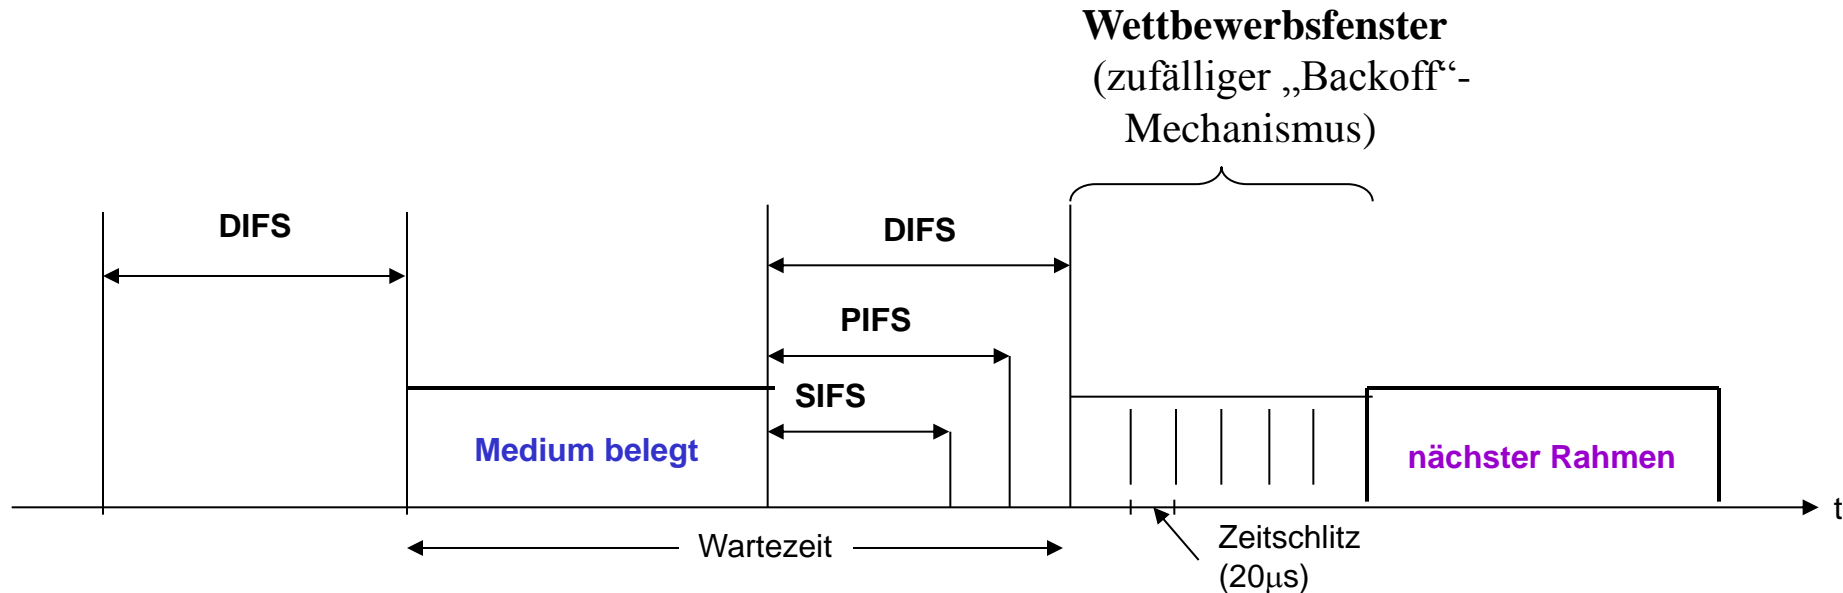 Wettbewerbsfenster
(zufälliger „Backoff“-
Mechanismus)
DIFS
DIFS
PIFS
SIFS
Medium belegt
nächster Rahmen
t
Wartezeit
Zeitschlitz
(20μs)